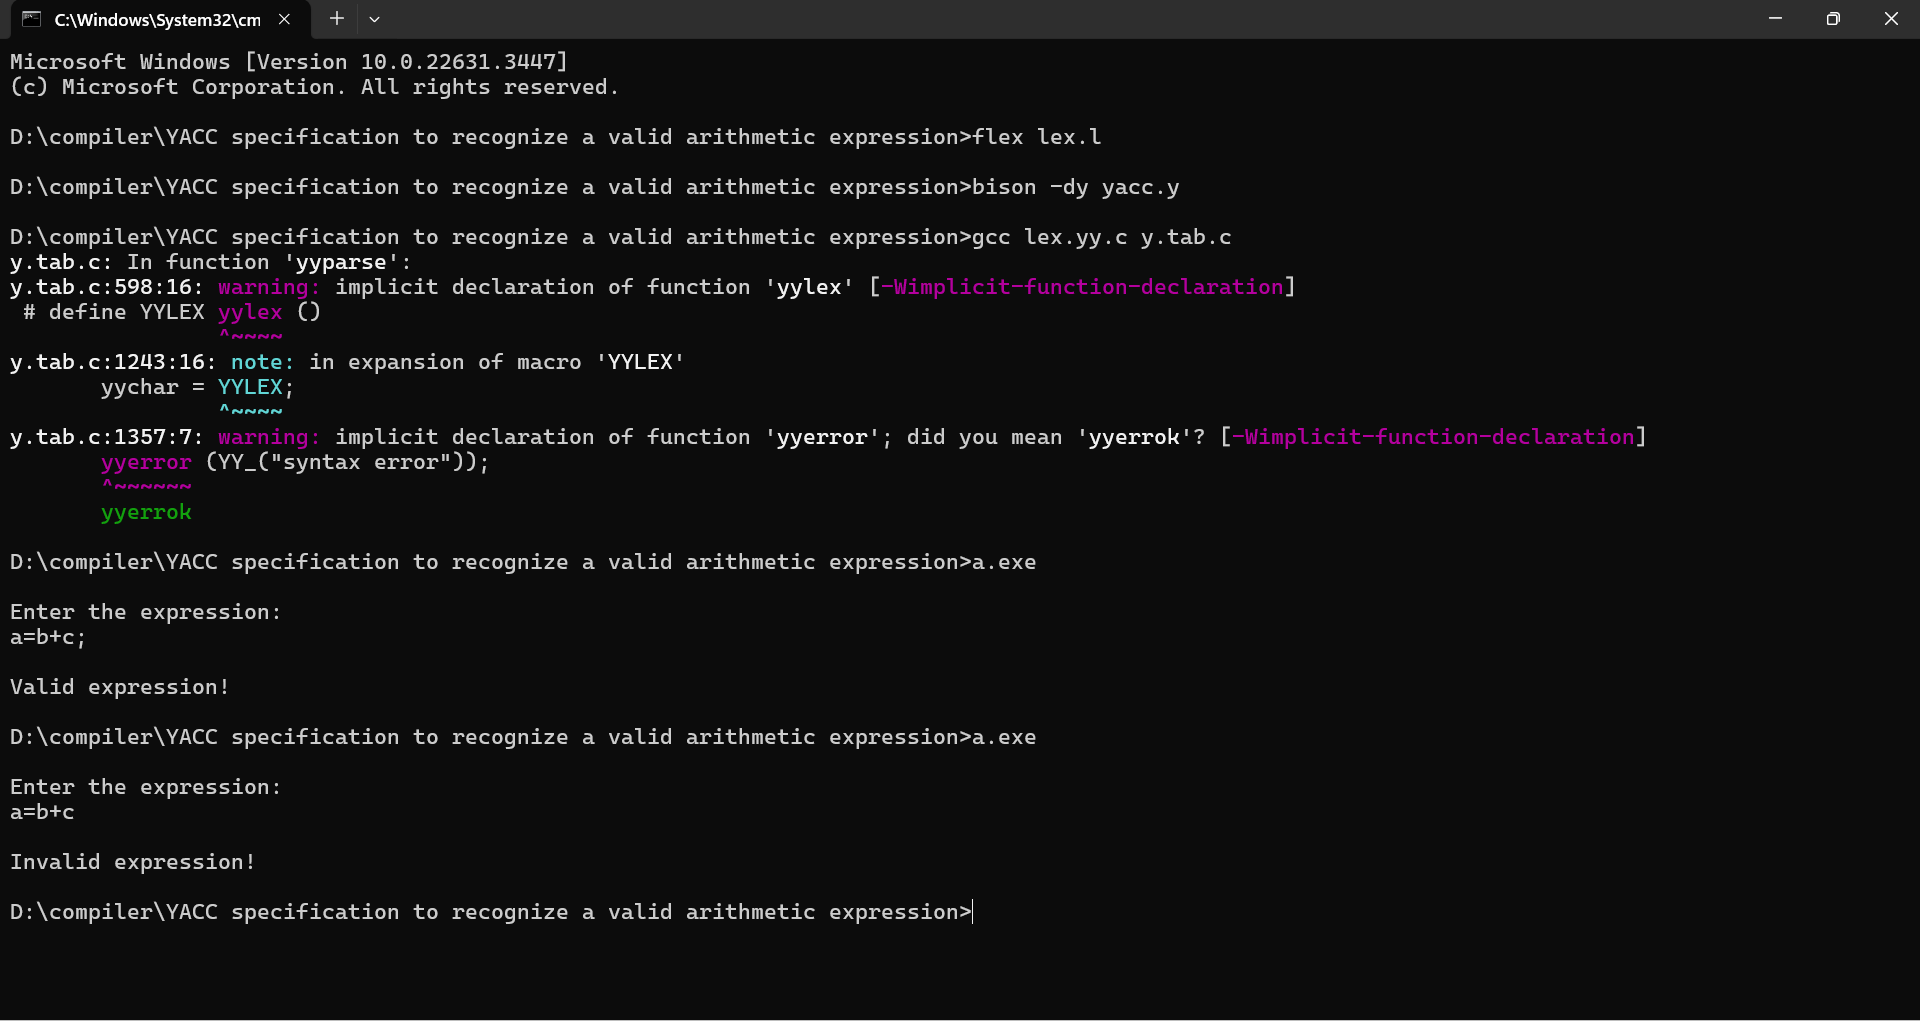 C:\Windows\System32\cm
Microsoft Windows [Version 10.0.22631.3447]
(c) Microsoft Corporation. All rights reserved.
D:\compiler\YACC specification to recognize a valid arithmetic expression>flex lex.l
D:\compiler\YACC specification to recognize a valid arithmetic expression>bison -dy yacc.y
D:\compiler\YACC specification to recognize a valid arithmetic expression>gcc lex.yy.c y.tab.c
y.tab.c: In function 'yyparse':
y.tab.c:598:16: warning: implicit declaration of function 'yylex' [-Wimplicit-function-declaration]
 # define YYLEX yylex ()
                ^~~~~
y.tab.c:1243:16: note: in expansion of macro 'YYLEX'
       yychar = YYLEX;
                ^~~~~
y.tab.c:1357:7: warning: implicit declaration of function 'yyerror'; did you mean 'yyerrok'? [-Wimplicit-function-declaration]
       yyerror (YY_("syntax error"));
       ^~~~~~~
       yyerrok
D:\compiler\YACC specification to recognize a valid arithmetic expression>a.exe
Enter the expression:
a=b+c;
Valid expression!
D:\compiler\YACC specification to recognize a valid arithmetic expression>a.exe
Enter the expression:
a=b+c
Invalid expression!
D:\compiler\YACC specification to recognize a valid arithmetic expression>